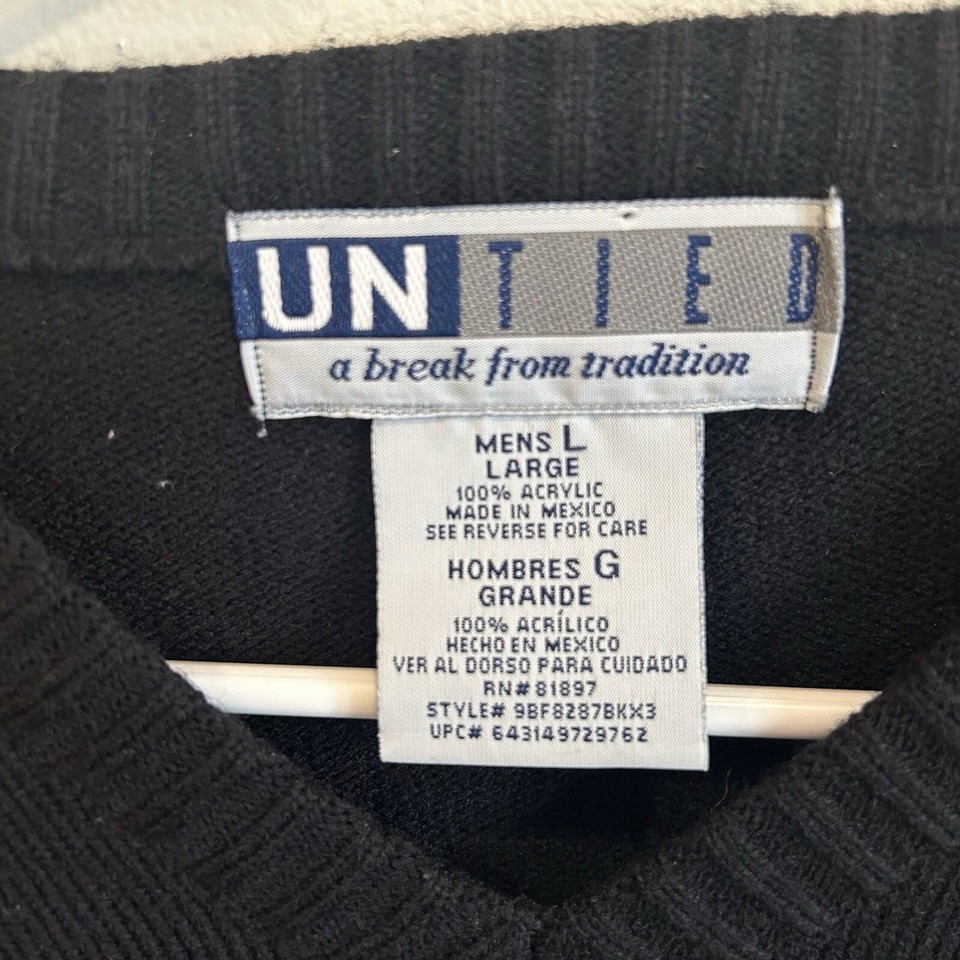 UNTIED
a break from tradition
MENS L
LARGE
100% ACRYLIC
MADE IN MEXICO
SEE REVERSE FOR CARE
HOMBRES G
GRANDE
100% ACRÍLICO
HECHO EN MEXICO
VER AL DORSO PARA CUIDADO
RN# 81897
STYLE# 9BF8287BKX3
UPC# 643149729762